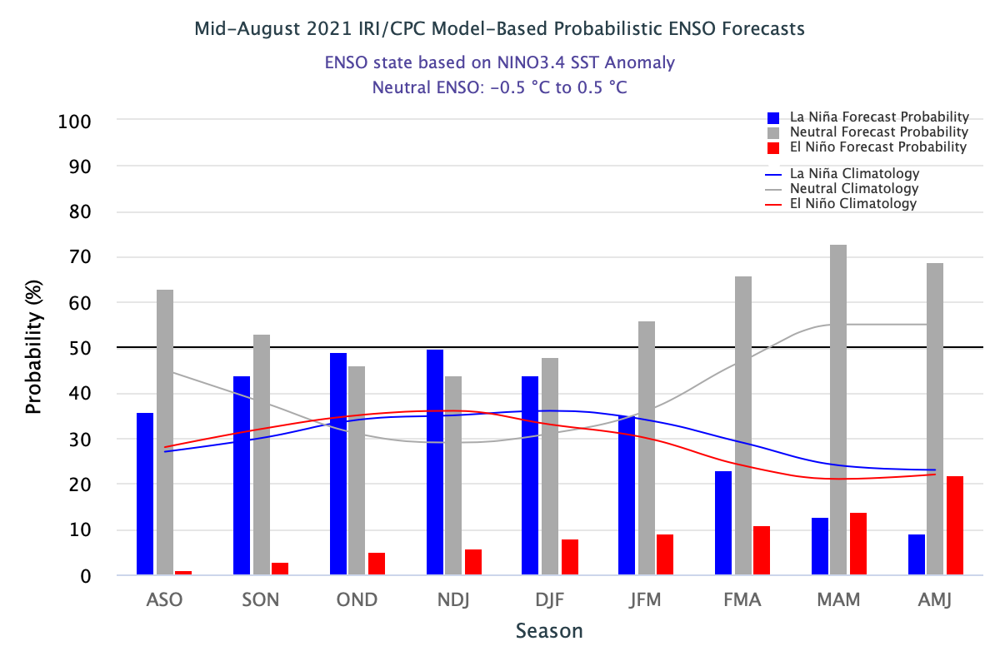 Mid-August 2021 IRI/CPC Model-Based Probabilistic ENSO Forecasts
ENSO state based on NINO3.4 SST Anomaly
Neutral ENSO: -0.5 °C to 0.5 °C
La Niña Forecast Probability
Neutral Forecast Probability
El Niño Forecast Probability
La Niña Climatology
Neutral Climatology
El Niño Climatology
Probability (%)
100
90
80
70
60
50
40
30
20
10
0
ASO SON OND NDJ DJF JFM FMA MAM AMJ
Season